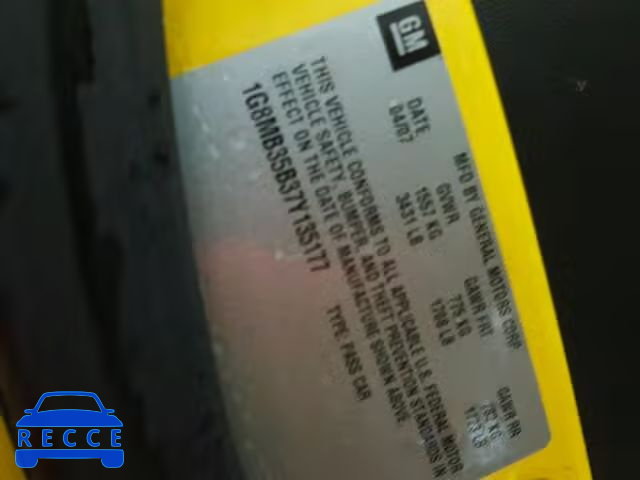 GM
MFG BY GENERAL MOTORS CORP
DATE GVWR GAWR FRT GAWR RR
04/07 1557 KG 775 KG 782 KG
3431 LB 1708 LB LB
THIS VEHICLE CONFORMS TO ALL APPLICABLE U.S. FEDERAL MOTOR
VEHICLE SAFETY, BUMPER, AND THEFT PREVENTION STANDARDS IN
EFFECT ON THE DATE OF MANUFACTURE SHOWN ABOVE.
1G8MB35B37Y135177 TYPE: PASS CAR
RECCE